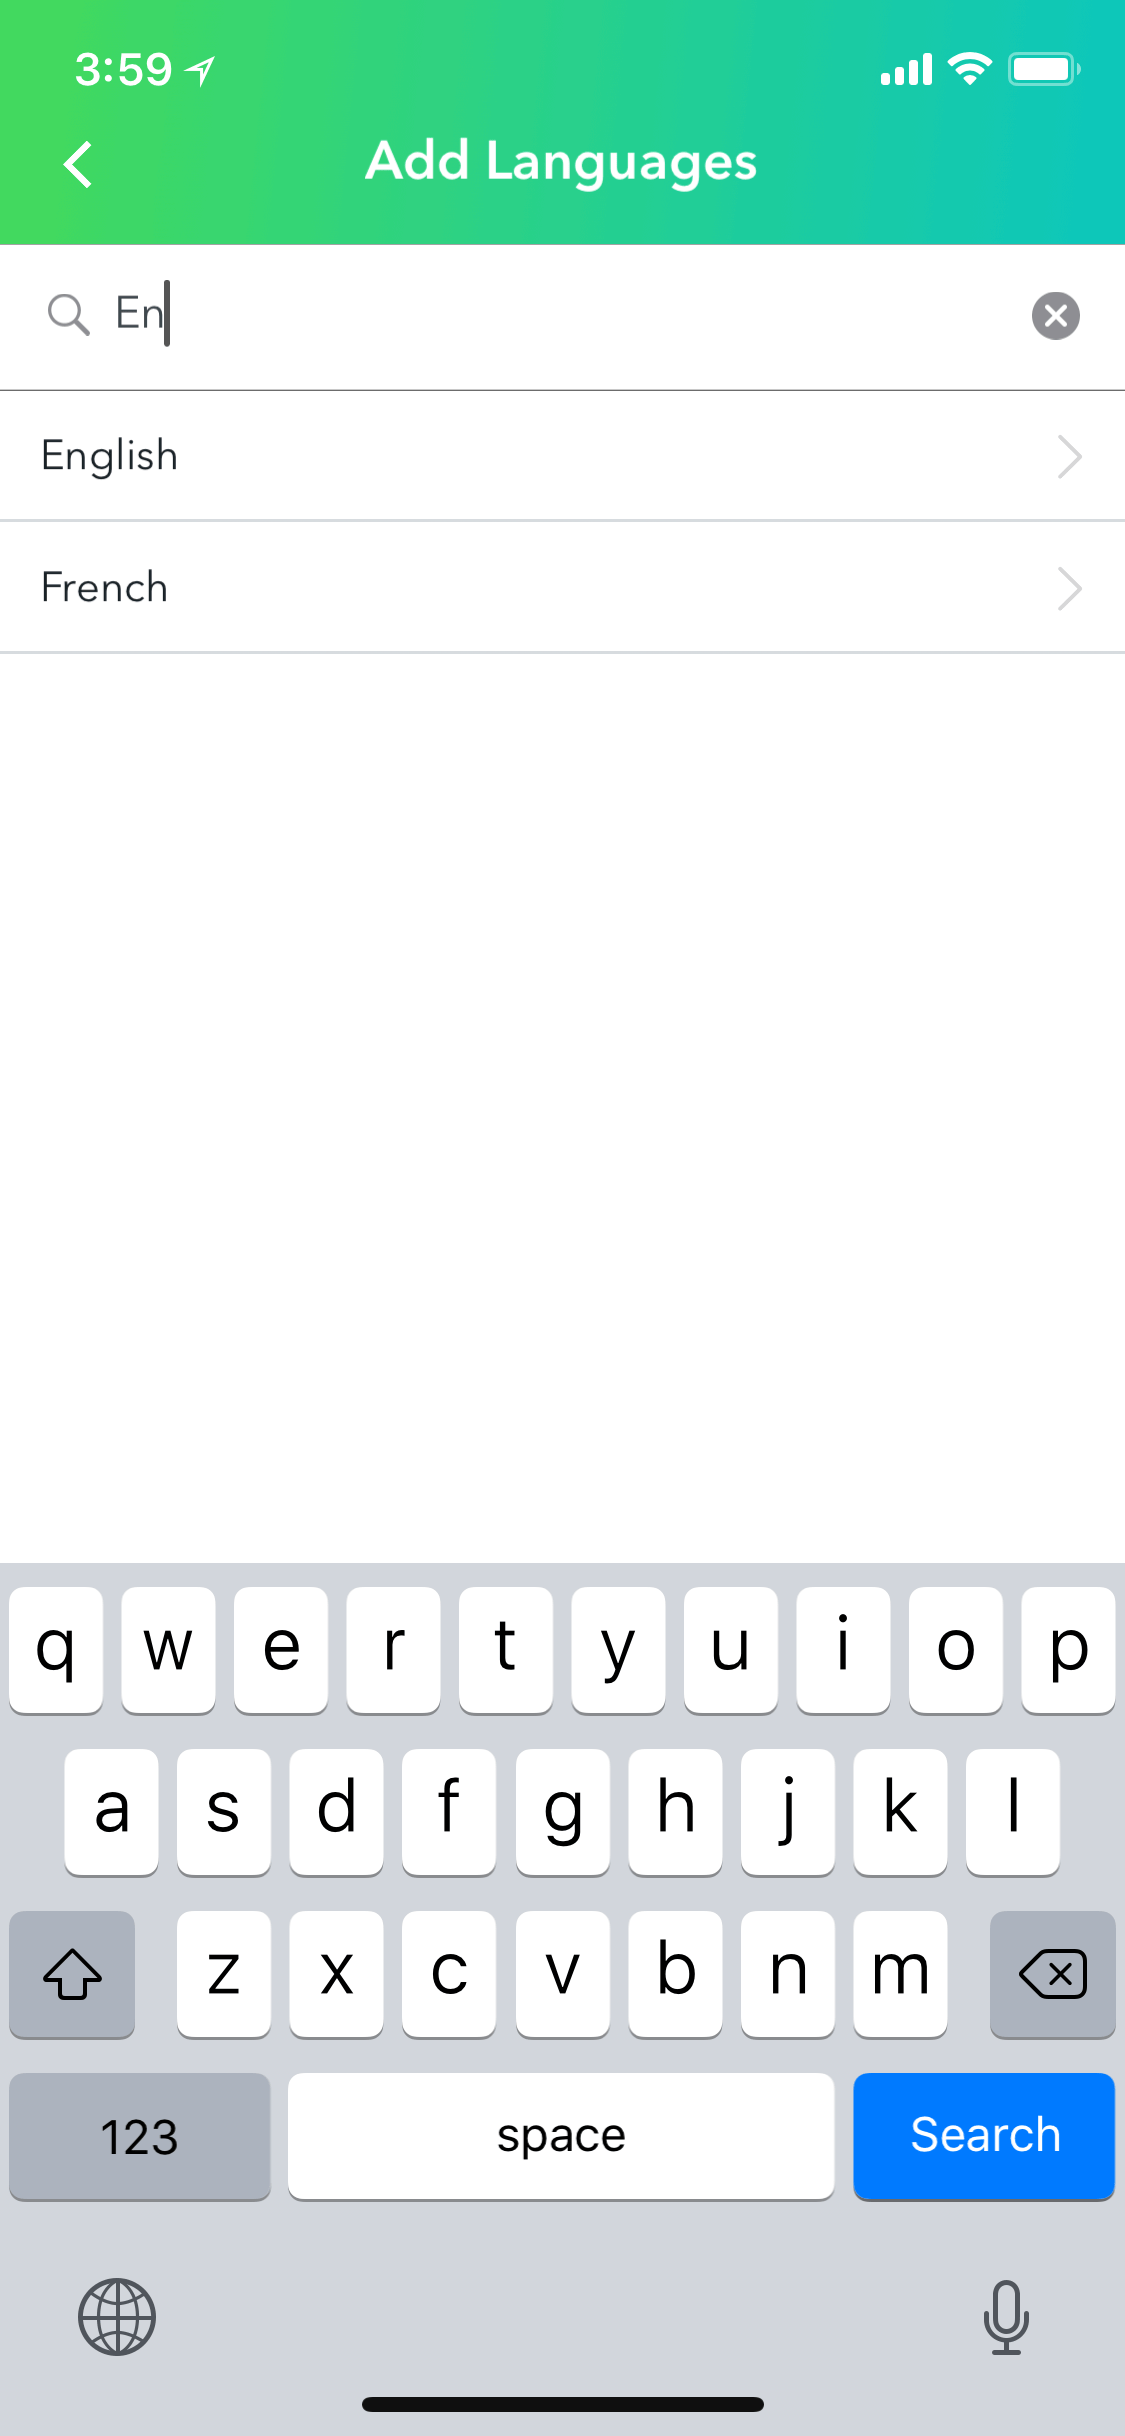 3:59
Add Languages
En
English
French
q w e r t y u i o p
a s d f g h j k l
z x c v b n m
123 space Search